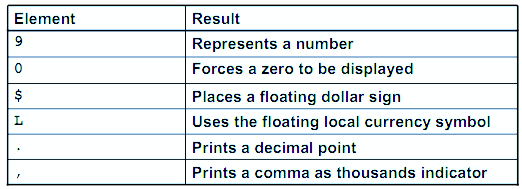 Element Result
9 Represents a number
0 Forces a zero to be displayed
$ Places a floating dollar sign
L Uses the floating local currency symbol
. Prints a decimal point
, Prints a comma as thousands indicator